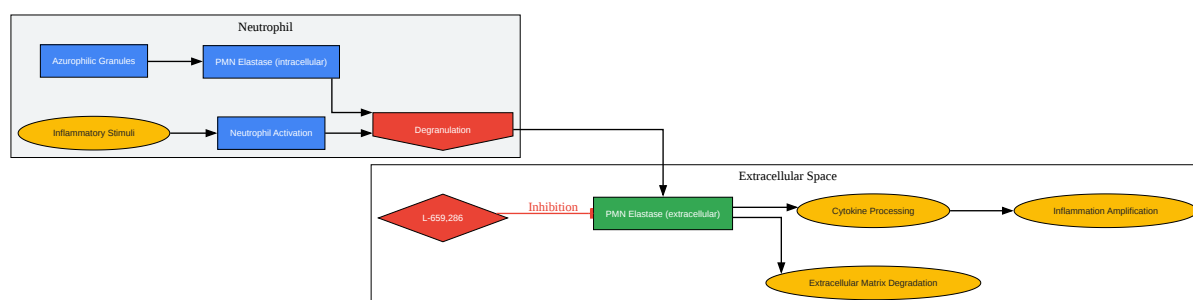 Neutrophil
Azurophilic Granules
PMN Elastase (intracellular)
Inflammatory Stimuli
Neutrophil Activation
Degranulation
Extracellular Space
L-659,286
Inhibition
PMN Elastase (extracellular)
Cytokine Processing
Inflammation Amplification
Extracellular Matrix Degradation